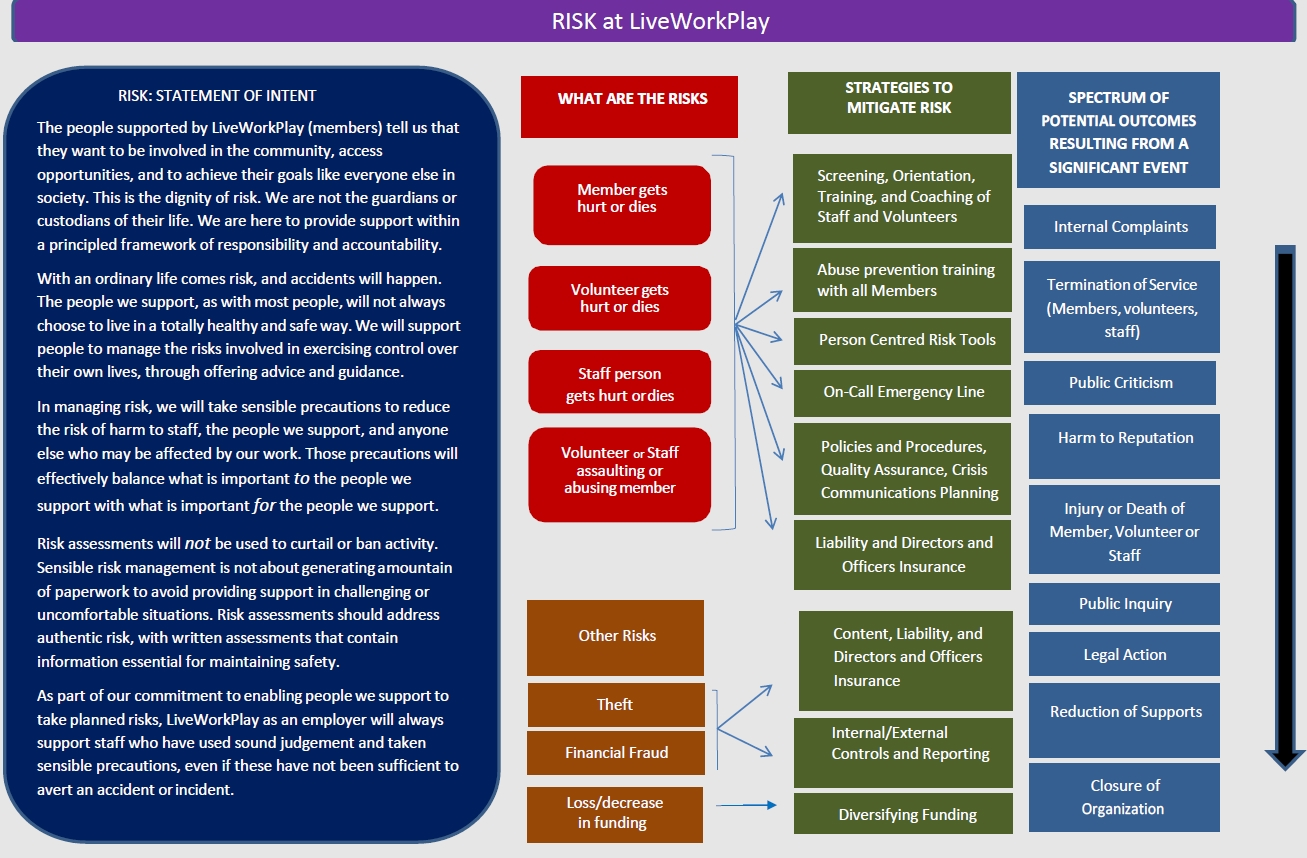 RISK at LiveWorkPlay
RISK: STATEMENT OF INTENT
The people supported by LiveWorkPlay (members) tell us that
they want to be involved in the community, access
opportunities, and to achieve their goals like everyone else in
society. This is the dignity of risk. We are not the guardians or
custodians of their life. We are here to provide support within
a principled framework of responsibility and accountability.
With an ordinary life comes risk, and accidents will happen.
The people we support, as with most people, will not always
choose to live in a totally healthy and safe way. We will support
people to manage the risks involved in exercising control over
their own lives, through offering advice and guidance.
In managing risk, we will take sensible precautions to reduce
the risk of harm to staff, the people we support, and anyone
else who may be affected by our work. Those precautions will
effectively balance what is important to the people we
support with what is important for the people we support.
Risk assessments will not be used to curtail or ban activity.
Sensible risk management is not about generating a mountain
of paperwork to avoid providing support in challenging or
uncomfortable situations. Risk assessments should address
authentic risk, with written assessments that contain
information essential for maintaining safety.
As part of our commitment to enabling people we support to
take planned risks, LiveWorkPlay as an employer will always
support staff who have used sound judgement and taken
sensible precautions, even if these have not been sufficient to
avert an accident or incident.
WHAT ARE THE RISKS
Member gets
hurt or dies
Volunteer gets
hurt or dies
Staff person
gets hurt or dies
Volunteer or Staff
assaulting or
abusing member
Other Risks
Theft
Financial Fraud
Loss/decrease
in funding
STRATEGIES TO
MITIGATE RISK
Screening, Orientation,
Training, and Coaching of
Staff and Volunteers
Abuse prevention training
with all Members
Person Centred Risk Tools
On-Call Emergency Line
Policies and Procedures,
Quality Assurance, Crisis
Communications Planning
Liability and Directors and
Officers Insurance
Content, Liability, and
Directors and Officers
Insurance
Internal/External
Controls and Reporting
Diversifying Funding
SPECTRUM OF
POTENTIAL OUTCOMES
RESULTING FROM A
SIGNIFICANT EVENT
Internal Complaints
Termination of Service
(Members, volunteers,
staff)
Public Criticism
Harm to Reputation
Injury or Death of
Member, Volunteer or
Staff
Public Inquiry
Legal Action
Reduction of Supports
Closure of
Organization